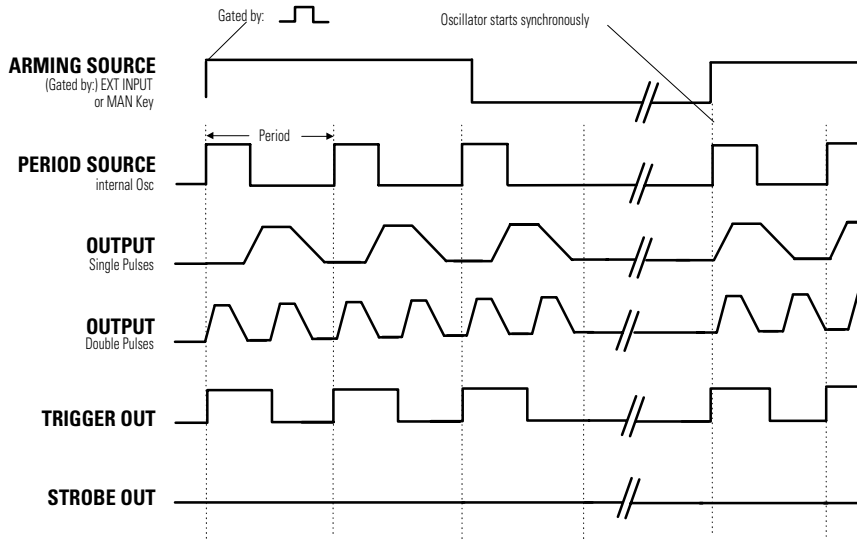 Gated by:
Oscillator starts synchronously
ARMING SOURCE
(Gated by:) EXT INPUT
or MAN Key
Period
PERIOD SOURCE
internal Osc
OUTPUT
Single Pulses
OUTPUT
Double Pulses
TRIGGER OUT
STROBE OUT